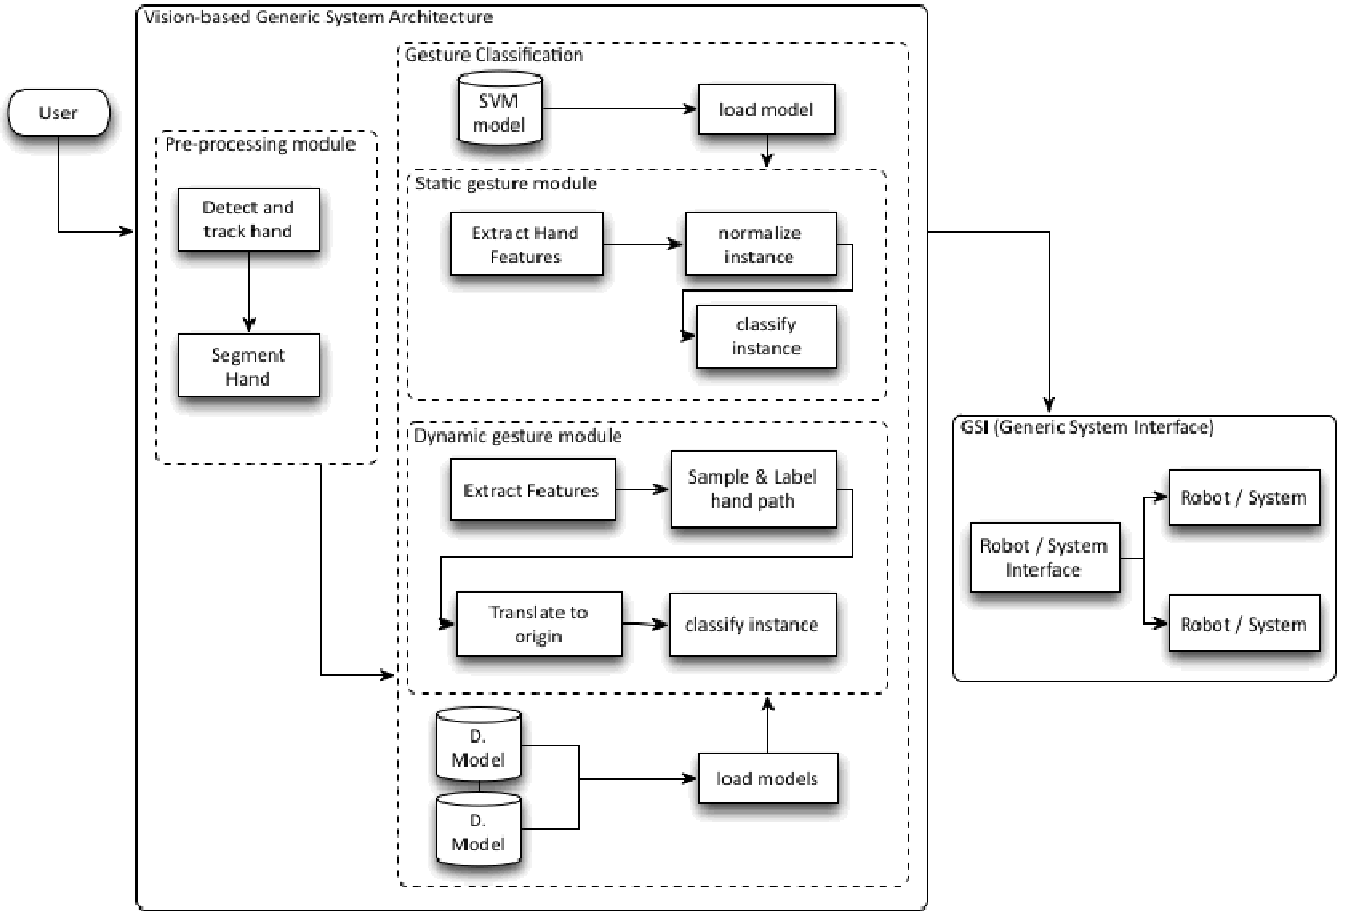 Vision-based Generic System Architecture
User
Pre-processing module
Detect and
track hand
Segment
Hand
Gesture Classification
SVM
model
load model
Static gesture module
Extract Hand
Features
normalize
instance
classify
instance
Dynamic gesture module
Extract Features
Sample & Label
hand path
Translate to
origin
classify instance
D.
Model
D.
Model
load models
GSI (Generic System Interface)
Robot / System
Interface
Robot / System
Robot / System